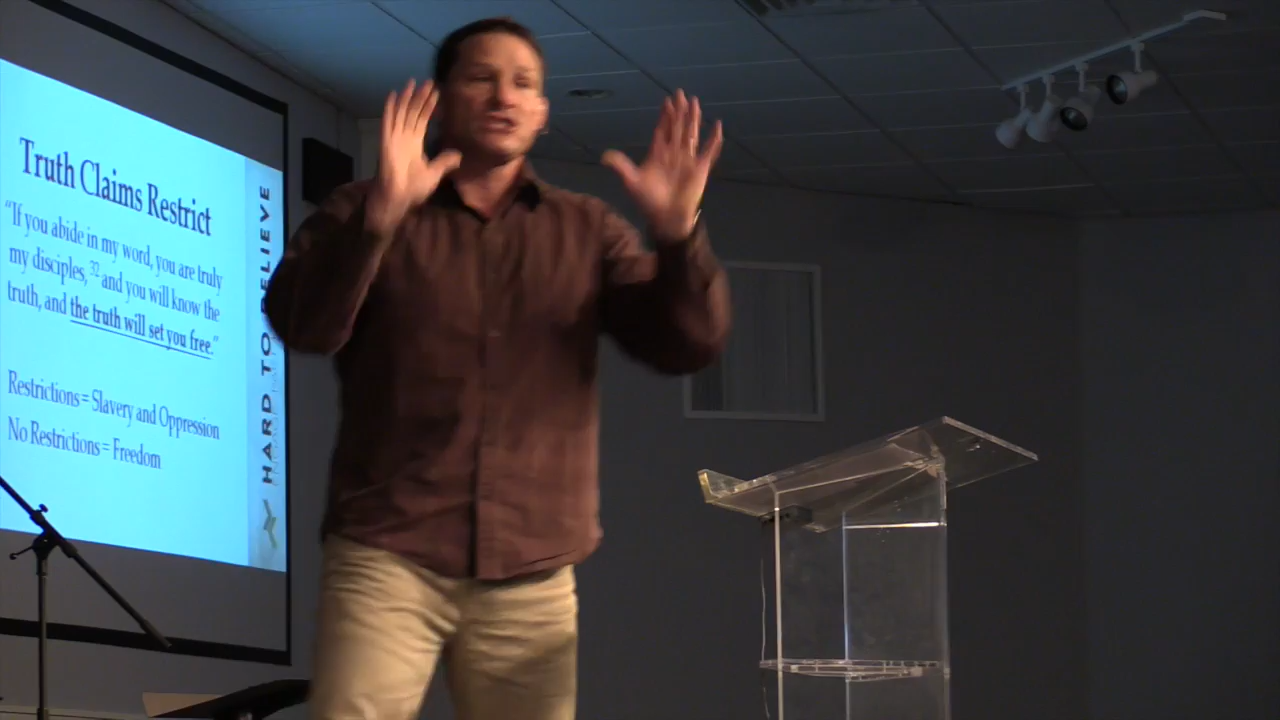 Truth Claims Restrict
“If you abide in my word, you are truly
my disciples, 32 and you will know the
truth, and the truth will set you free.”
Restrictions = Slavery and Oppression
No Restrictions = Freedom
HARD TO BELIEVE